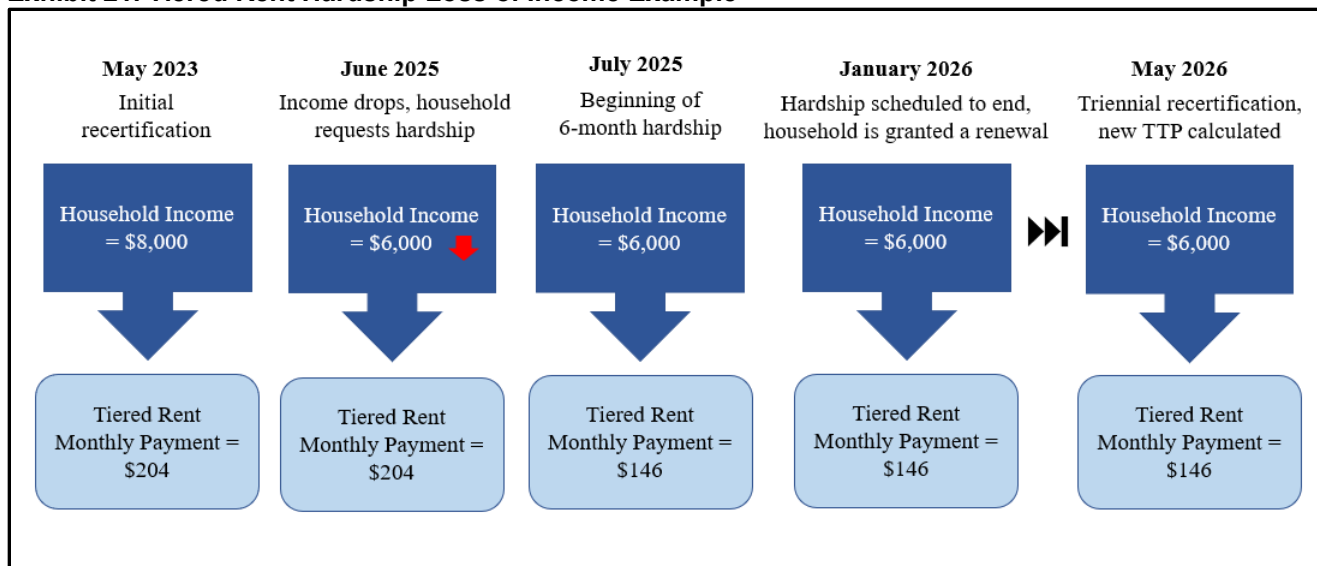 May 2023
Initial
recertification
Household Income
= $8,000
Tiered Rent
Monthly Payment =
$204
June 2025
Income drops, household
requests hardship
Household Income
= $6,000
Tiered Rent
Monthly Payment =
$204
July 2025
Beginning of
6-month hardship
Household Income
= $6,000
Tiered Rent
Monthly Payment =
$146
January 2026
Hardship scheduled to end,
household is granted a renewal
Household Income
= $6,000
Tiered Rent
Monthly Payment =
$146
May 2026
Triennial recertification,
new TTP calculated
Household Income
= $6,000
Tiered Rent
Monthly Payment =
$146